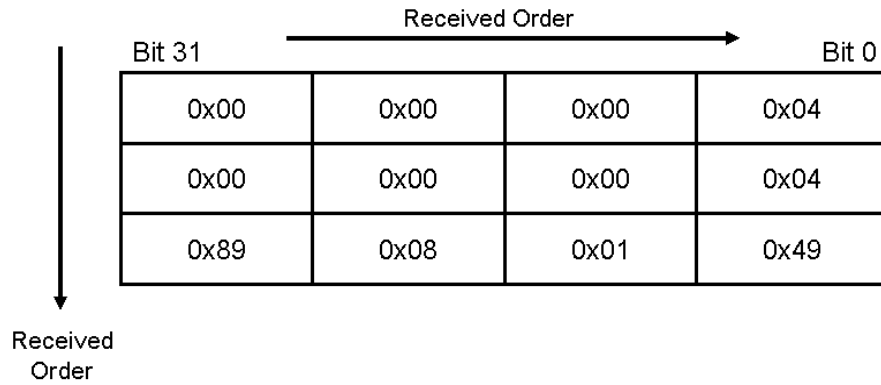 Received Order
Bit 31 Bit 0
0x00 0x00 0x00 0x04
0x00 0x00 0x00 0x04
0x89 0x08 0x01 0x49
Received
Order